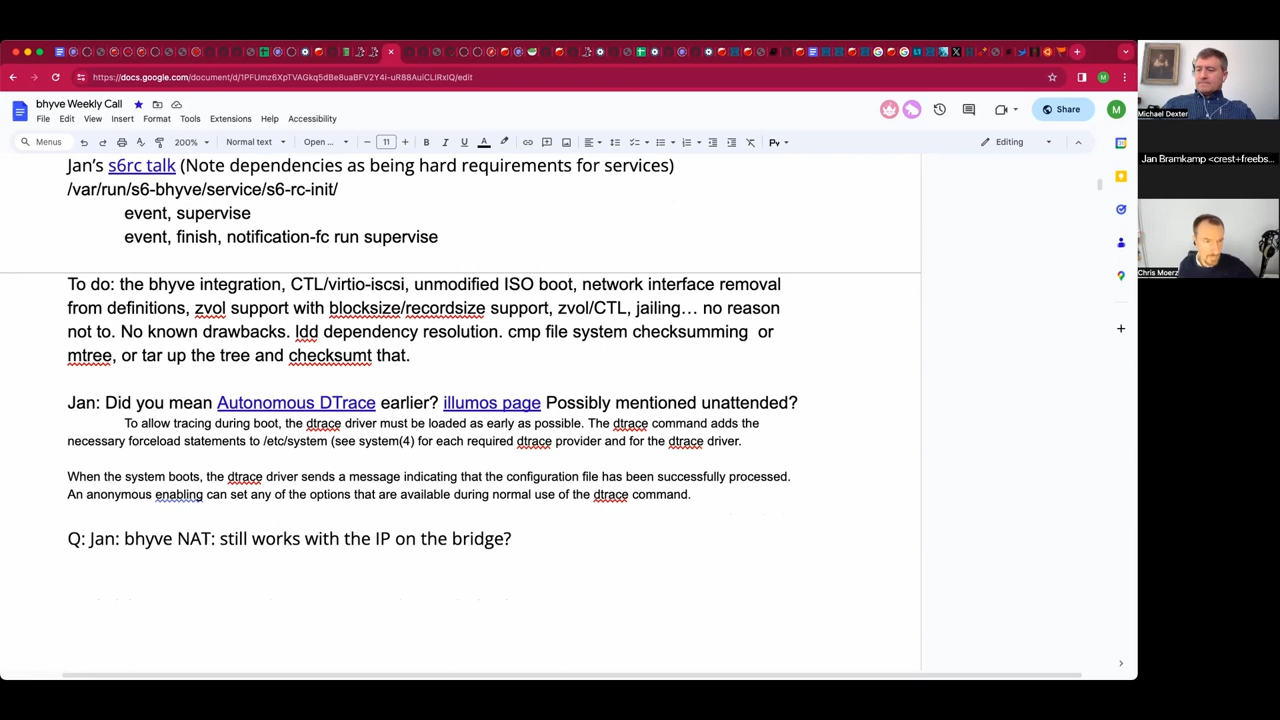 https://docs.google.com/document/d/1PFUmz6XpTVAGkq5dBe8uaBFV2Y4i-uR88AuiCLIRxIQ/edit
bhyve Weekly Call
File Edit View Insert Format Tools Extensions Help Accessibility
Share
M
Menus 200% Normal text Open ... 11 B I U A Editing
Jan's s6rc talk (Note dependencies as being hard requirements for services)
/var/run/s6-bhyve/service/s6-rc-init/
event, supervise
event, finish, notification-fc run supervise
To do: the bhyve integration, CTL/virtio-iscsi, unmodified ISO boot, network interface removal
from definitions, zvol support with blocksize/recordsize support, zvol/CTL, jailing… no reason
not to. No known drawbacks. ldd dependency resolution. cmp file system checksumming or
mtree, or tar up the tree and checksumt that.
Jan: Did you mean Autonomous DTrace earlier? illumos page Possibly mentioned unattended?
To allow tracing during boot, the dtrace driver must be loaded as early as possible. The dtrace command adds the
necessary forceload statements to /etc/system (see system(4) for each required dtrace provider and for the dtrace driver.
When the system boots, the dtrace driver sends a message indicating that the configuration file has been successfully processed.
An anonymous enabling can set any of the options that are available during normal use of the dtrace command.
Q: Jan: bhyve NAT: still works with the IP on the bridge?
Michael Dexter
Jan Bramkamp <crest+freebs...
Chris Moerz